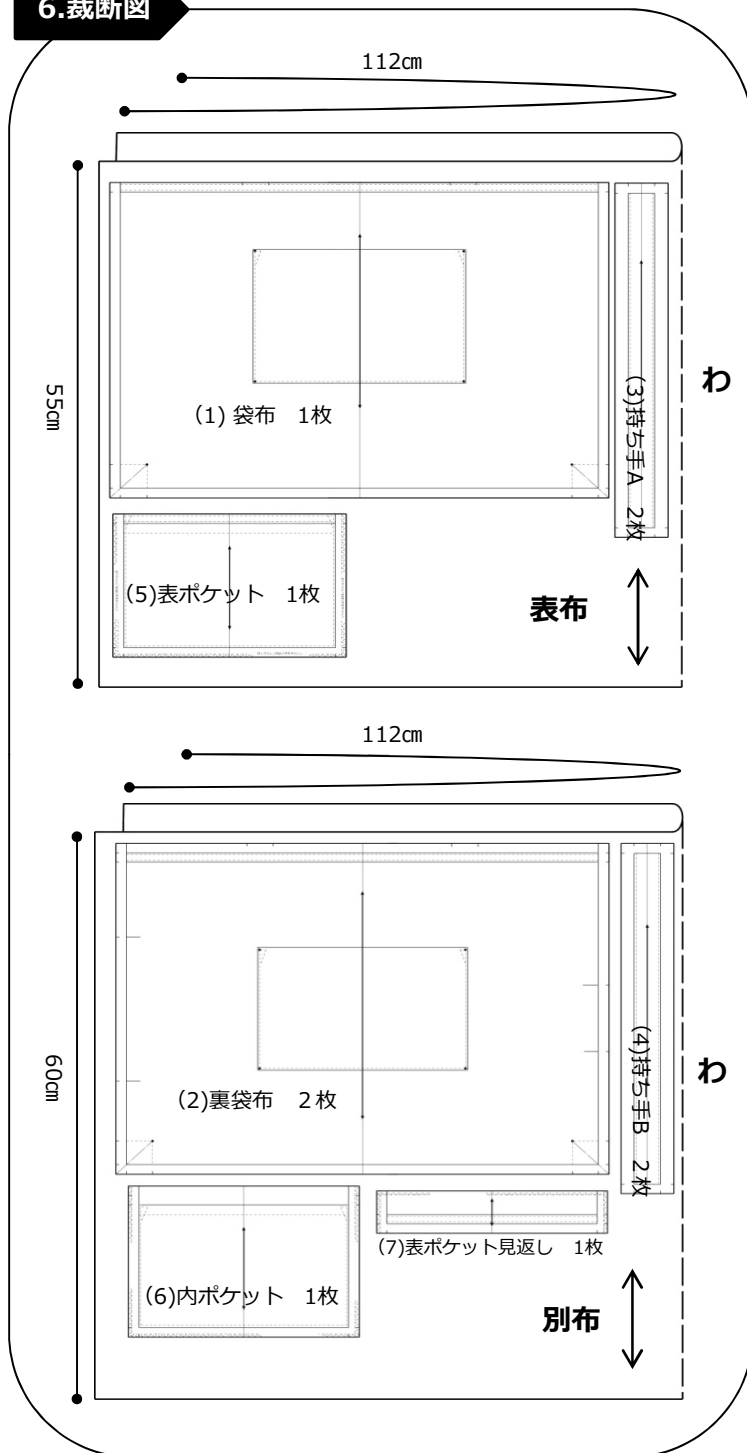 6.裁断図
112㎝
55㎝
(1) 袋布　1枚
(3)持ち手A　2枚
わ
(5)表ポケット　1枚
表布
112㎝
60㎝
(2)裏袋布　２枚
(4)持ち手B　2枚
わ
(6)内ポケット　1枚
(7)表ポケット見返し　1枚
別布